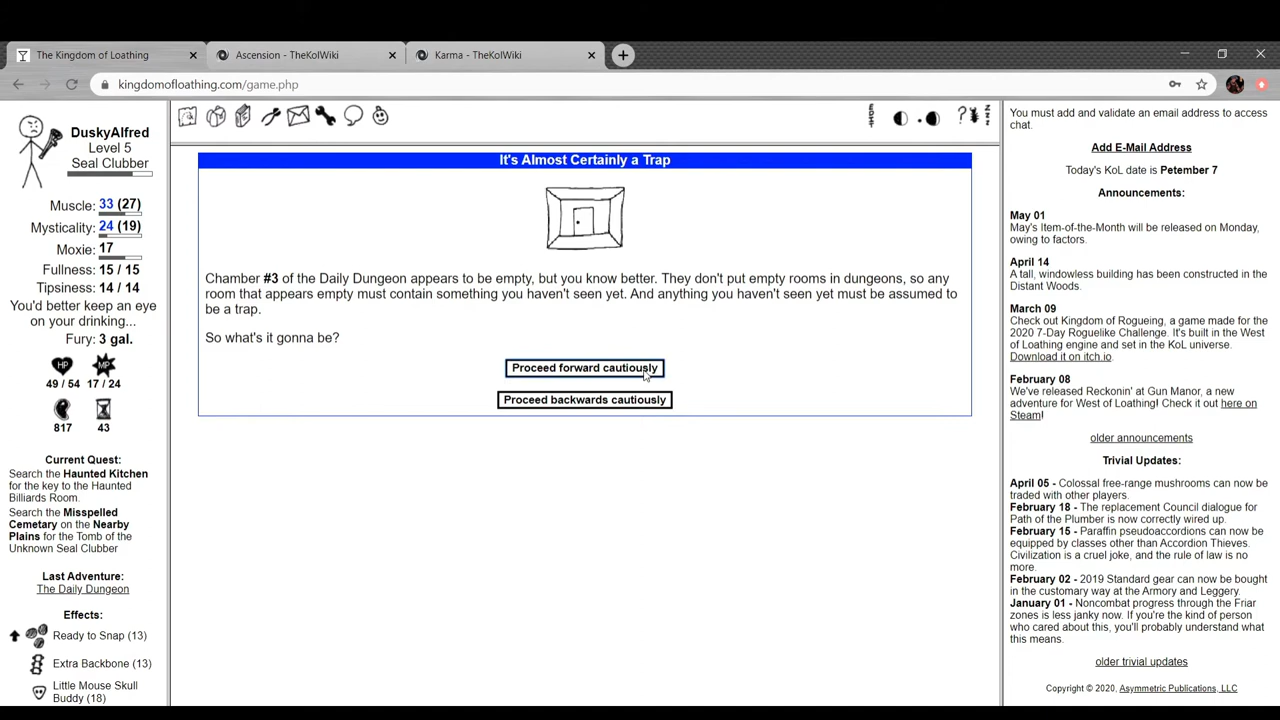 The Kingdom of Loathing
Ascension - TheKolWiki
Karma - TheKolWiki
kingdomofloathing.com/game.php
DuskyAlfred
Level 5
Seal Clubber
Muscle: 33 (27)
Mysticality: 24 (19)
Moxie: 17
Fullness: 15 / 15
Tipsiness: 14 / 14
You'd better keep an eye
on your drinking...
Fury: 3 gal.
HP
MP
49 / 54
17 / 24
817
43
Current Quest:
Search the Haunted Kitchen
for the key to the Haunted
Billiards Room.
Search the Misspelled
Cemetary on the Nearby
Plains for the Tomb of the
Unknown Seal Clubber
Last Adventure:
The Daily Dungeon
Effects:
Ready to Snap (13)
Extra Backbone (13)
Little Mouse Skull
Buddy (18)
It's Almost Certainly a Trap
Chamber #3 of the Daily Dungeon appears to be empty, but you know better. They don't put empty rooms in dungeons, so any
room that appears empty must contain something you haven't seen yet. And anything you haven't seen yet must be assumed to
be a trap.
So what's it gonna be?
Proceed forward cautiously
Proceed backwards cautiously
You must add and validate an email address to access
chat.
Add E-Mail Address
Today's KoL date is Petember 7
Announcements:
May 01
May's Item-of-the-Month will be released on Monday,
owing to factors.
April 14
A tall, windowless building has been constructed in the
Distant Woods.
March 09
Check out Kingdom of Rogueing, a game made for the
2020 7-Day Roguelike Challenge. It's built in the West
of Loathing engine and set in the KoL universe.
Download it on itch.io.
February 08
We've released Reckonin' at Gun Manor, a new
adventure for West of Loathing! Check it out here on
Steam!
older announcements
Trivial Updates:
April 05 - Colossal free-range mushrooms can now be
traded with other players.
February 18 - The replacement Council dialogue for
Path of the Plumber is now correctly wired up.
February 15 - Paraffin pseudoaccordions can now be
equipped by classes other than Accordion Thieves.
Civilization is a cruel joke, and the rule of law is no
more.
February 02 - 2019 Standard gear can now be bought
in the customary way at the Armory and Leggery.
January 01 - Noncombat progress through the Friar
zones is less janky now. If you're the kind of person
who cared about this, you'll probably understand what
this means.
older trivial updates
Copyright © 2020, Asymmetric Publications, LLC